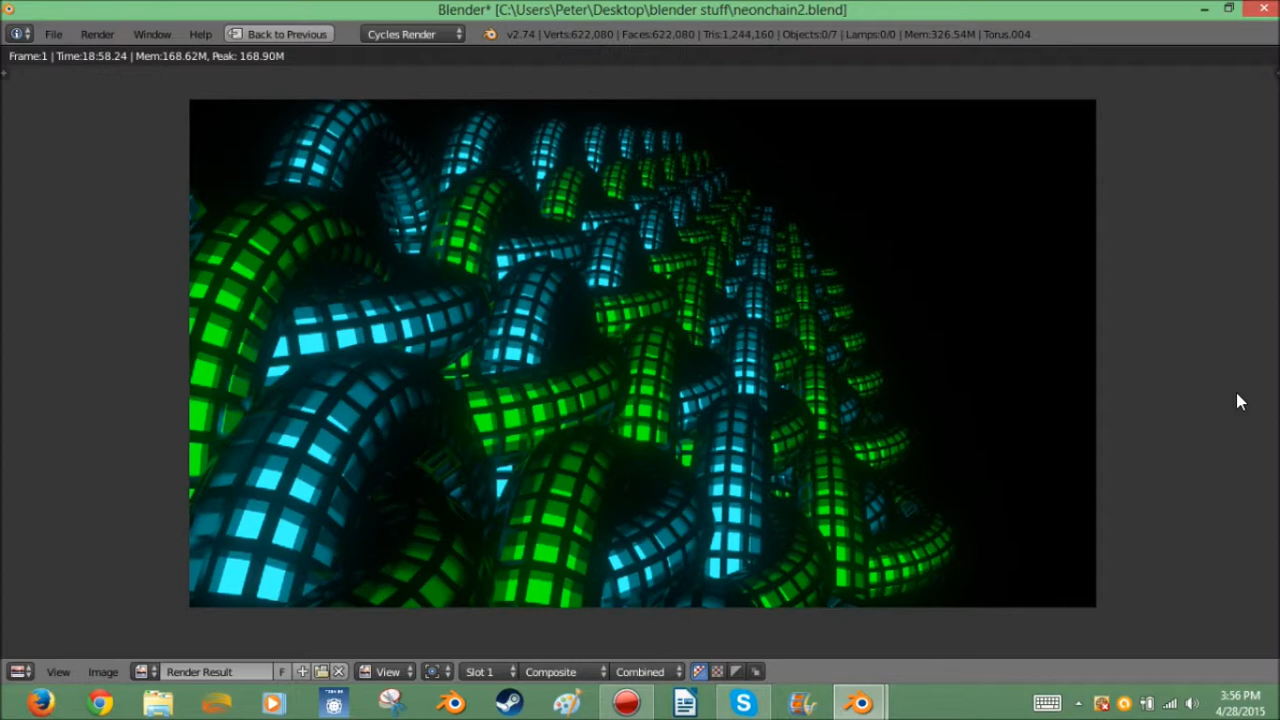 Blender* [C:\Users\Peter\Desktop\blender stuff\neonchain2.blend]
File Render Window Help Back to Previous Cycles Render v2.74 | Verts:622,080 | Faces:622,080 | Tris:1,244,160 | Objects:0/7 | Lamps:0/0 | Mem:326.54M | Torus.004
Frame:1 | Time:18:58.24 | Mem:168.62M, Peak: 168.90M
View Image Render Result F View Slot 1 Composite Combined
3:56 PM
4/28/2015